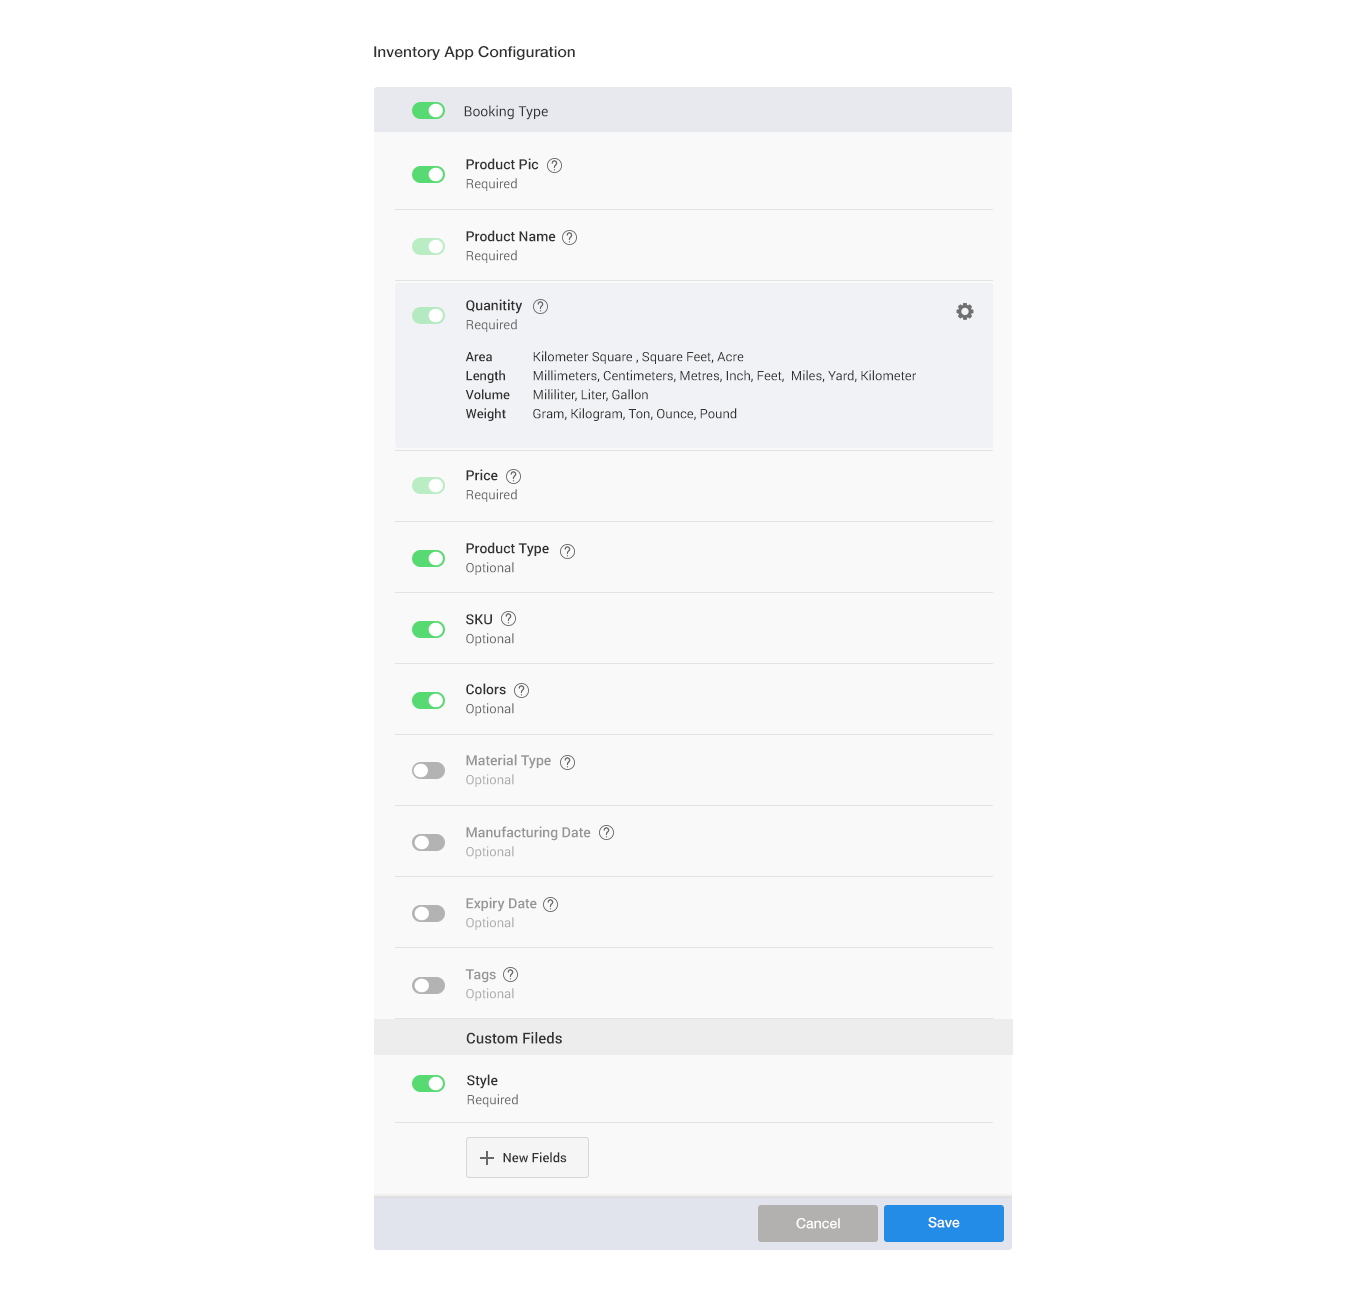 Inventory App Configuration
Booking Type
Product Pic ?
Required
Product Name ?
Required
Quanitity ?
Required
Area Kilometer Square , Square Feet, Acre
Length Millimeters, Centimeters, Metres, Inch, Feet, Miles, Yard, Kilometer
Volume Mililiter, Liter, Gallon
Weight Gram, Kilogram, Ton, Ounce, Pound
Price ?
Required
Product Type ?
Optional
SKU ?
Optional
Colors ?
Optional
Material Type ?
Optional
Manufacturing Date ?
Optional
Expiry Date ?
Optional
Tags ?
Optional
Custom Fileds
Style
Required
+ New Fields
Cancel Save